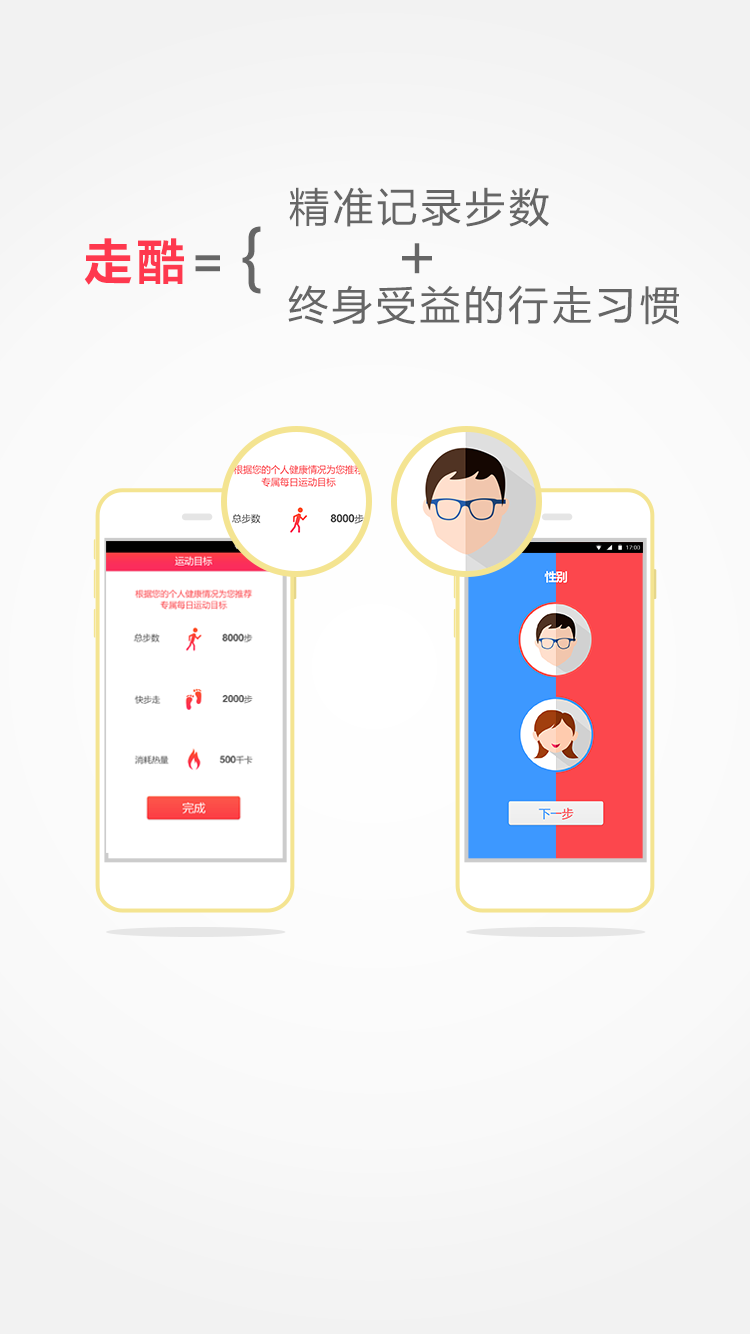 精准记录步数
走酷={
+
终身受益的行走习惯
根据您的个人健康情况为您推荐
专属每日运动目标
总步数 8000步
运动目标
根据您的个人健康情况为您推荐
专属每日运动目标
总步数 8000步
快步走 2000步
消耗热量 500千卡
完成
17:00
性别
下一步